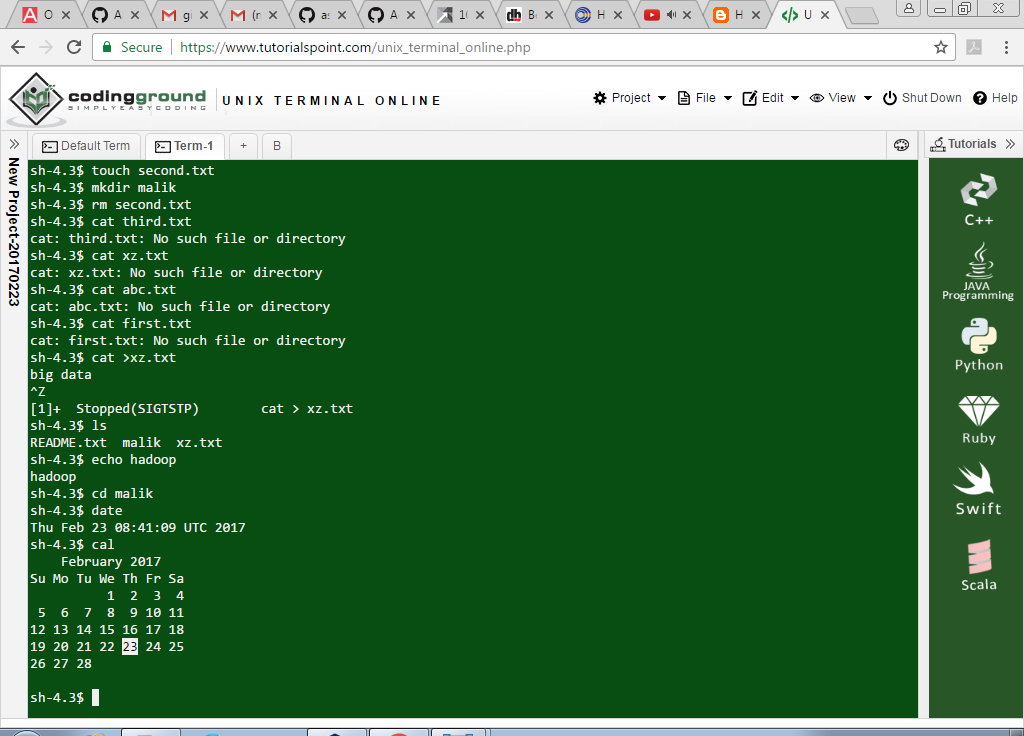 O
A
gi
(r
as
A
10
B
H
H
U
Secure
https://www.tutorialspoint.com/unix_terminal_online.php
codingground
SIMPLYEASYCODING
UNIX TERMINAL ONLINE
Project
File
Edit
View
Shut Down
Help
New Project-20170223
Default Term
Term-1
+
B
Tutorials
sh-4.3$ touch second.txt
sh-4.3$ mkdir malik
sh-4.3$ rm second.txt
sh-4.3$ cat third.txt
cat: third.txt: No such file or directory
sh-4.3$ cat xz.txt
cat: xz.txt: No such file or directory
sh-4.3$ cat abc.txt
cat: abc.txt: No such file or directory
sh-4.3$ cat first.txt
cat: first.txt: No such file or directory
sh-4.3$ cat >xz.txt
big data
^Z
[1]+  Stopped(SIGTSTP)        cat > xz.txt
sh-4.3$ ls
README.txt  malik  xz.txt
sh-4.3$ echo hadoop
hadoop
sh-4.3$ cd malik
sh-4.3$ date
Thu Feb 23 08:41:09 UTC 2017
sh-4.3$ cal
    February 2017
Su Mo Tu We Th Fr Sa
          1  2  3  4
 5  6  7  8  9 10 11
12 13 14 15 16 17 18
19 20 21 22 23 24 25
26 27 28
sh-4.3$
C++
JAVA
Programming
Python
Ruby
Swift
Scala